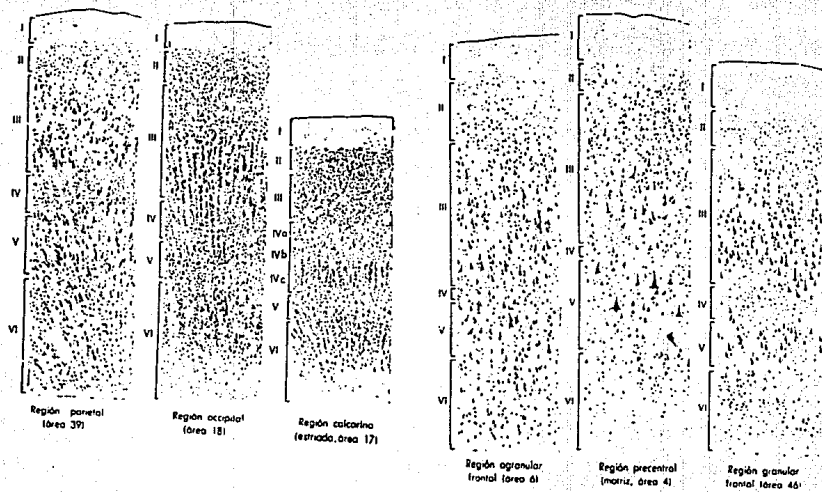 I
II
III
IV
V
VI
Región parietal
(área 39)
I
II
III
IV
V
VI
Región occipital
(área 18)
I
II
III
IVa
IVb
IVc
V
VI
Región calcarina
(estriada, área 17)
I
II
III
IV
V
VI
Región agranular
frontal (área 6)
I
II
III
IV
V
VI
Región precentral
(matriz, área 4)
I
II
III
IV
V
VI
Región granular
frontal (área 46)